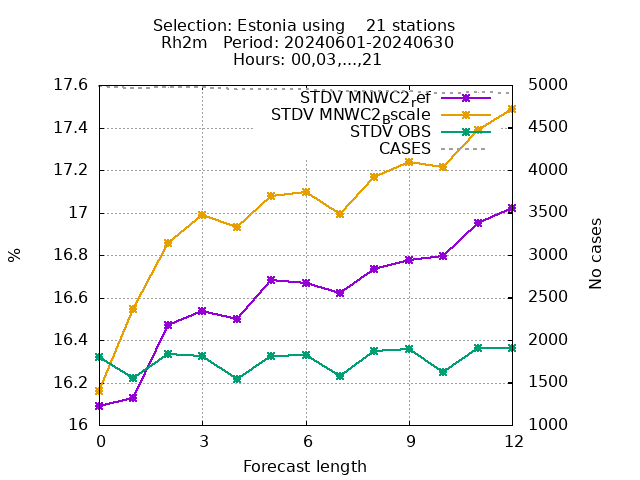 Selection: Estonia using    21 stations
Rh2m   Period: 20240601-20240630
Hours: 00,03,...,21
17.6
17.4
17.2
17
16.8
16.6
16.4
16.2
16
%
STDV MNWC2ref
STDV MNWC2Bscale
STDV OBS
CASES
5000
4500
4000
3500
3000
2500
2000
1500
1000
No cases
0 3 6 9 12
Forecast length